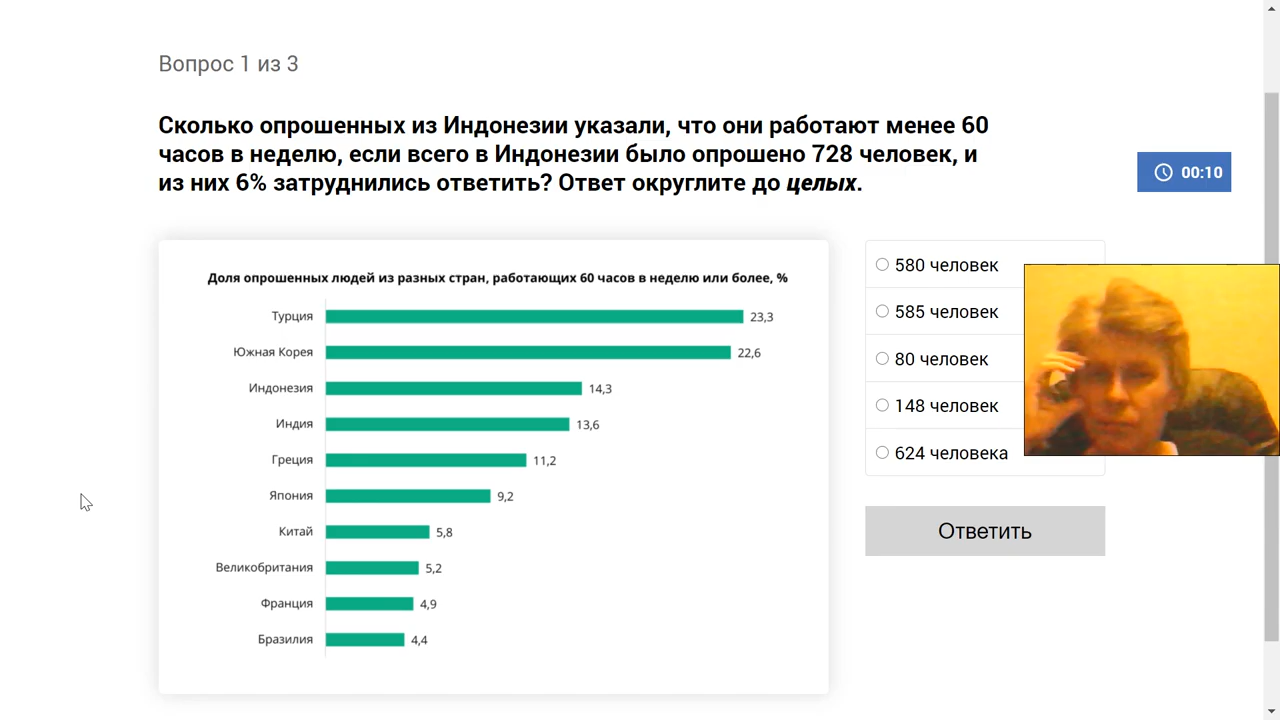 Вопрос 1 из 3
Сколько опрошенных из Индонезии указали, что они работают менее 60
часов в неделю, если всего в Индонезии было опрошено 728 человек, и
из них 6% затруднились ответить? Ответ округлите до целых.
00:10
Доля опрошенных людей из разных стран, работающих 60 часов в неделю или более, %
Турция 23,3
Южная Корея 22,6
Индонезия 14,3
Индия 13,6
Греция 11,2
Япония 9,2
Китай 5,8
Великобритания 5,2
Франция 4,9
Бразилия 4,4
580 человек
585 человек
80 человек
148 человек
624 человека
Ответить